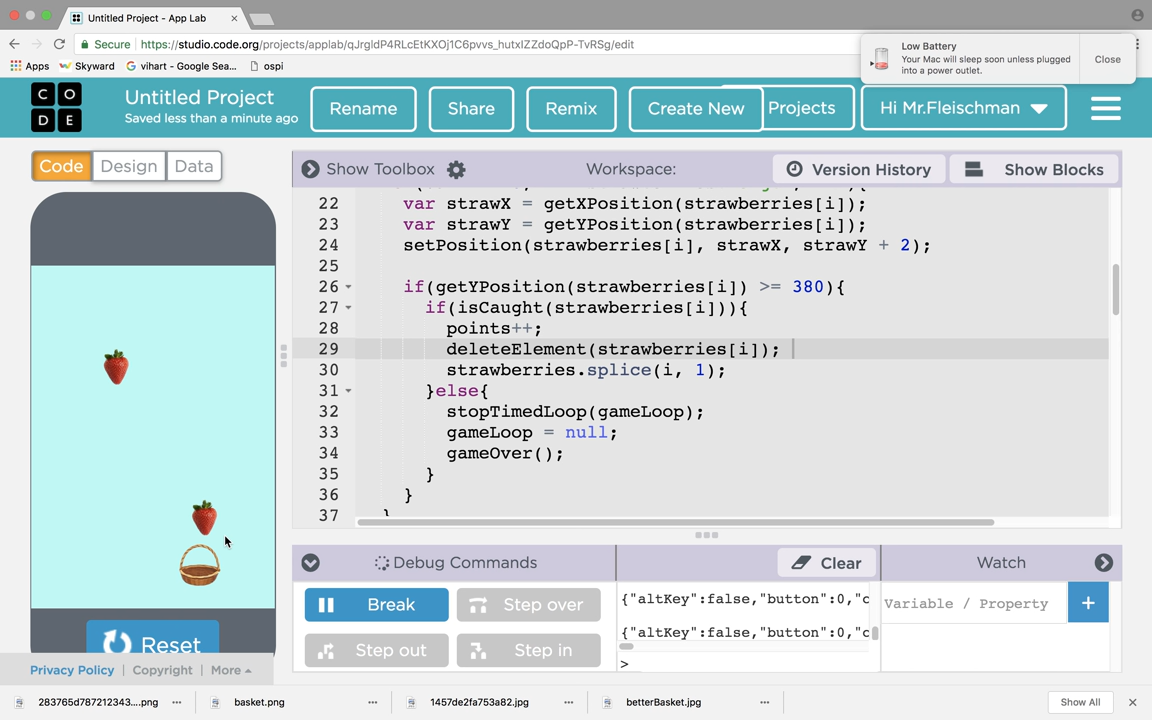 Untitled Project - App Lab
Secure https://studio.code.org/projects/applab/qJrgldP4RLcEtKXOj1C6pvvs_hutxIZZdoQpP-TvRSg/edit
Apps Skyward vihart - Google Sea... ospi
Low Battery
Your Mac will sleep soon unless plugged
into a power outlet.
Close
C O
D E
Untitled Project
Saved less than a minute ago
Rename Share Remix Create New Projects Hi Mr.Fleischman
Code Design Data
Show Toolbox Workspace: Version History Show Blocks
22 var strawX = getXPosition(strawberries[i]);
23 var strawY = getYPosition(strawberries[i]);
24 setPosition(strawberries[i], strawX, strawY + 2);
25
26 if(getYPosition(strawberries[i]) >= 380){
27 if(isCaught(strawberries[i])){
28 points++;
29 deleteElement(strawberries[i]);
30 strawberries.splice(i, 1);
31 }else{
32 stopTimedLoop(gameLoop);
33 gameLoop = null;
34 gameOver();
35 }
36 }
37 }
Debug Commands Clear Watch
Break Step over
Step out Step in
{"altKey":false,"button":0,"c
{"altKey":false,"button":0,"c
>
Variable / Property +
Reset
Privacy Policy | Copyright | More
283765d787212343....png basket.png 1457de2fa753a82.jpg betterBasket.jpg Show All